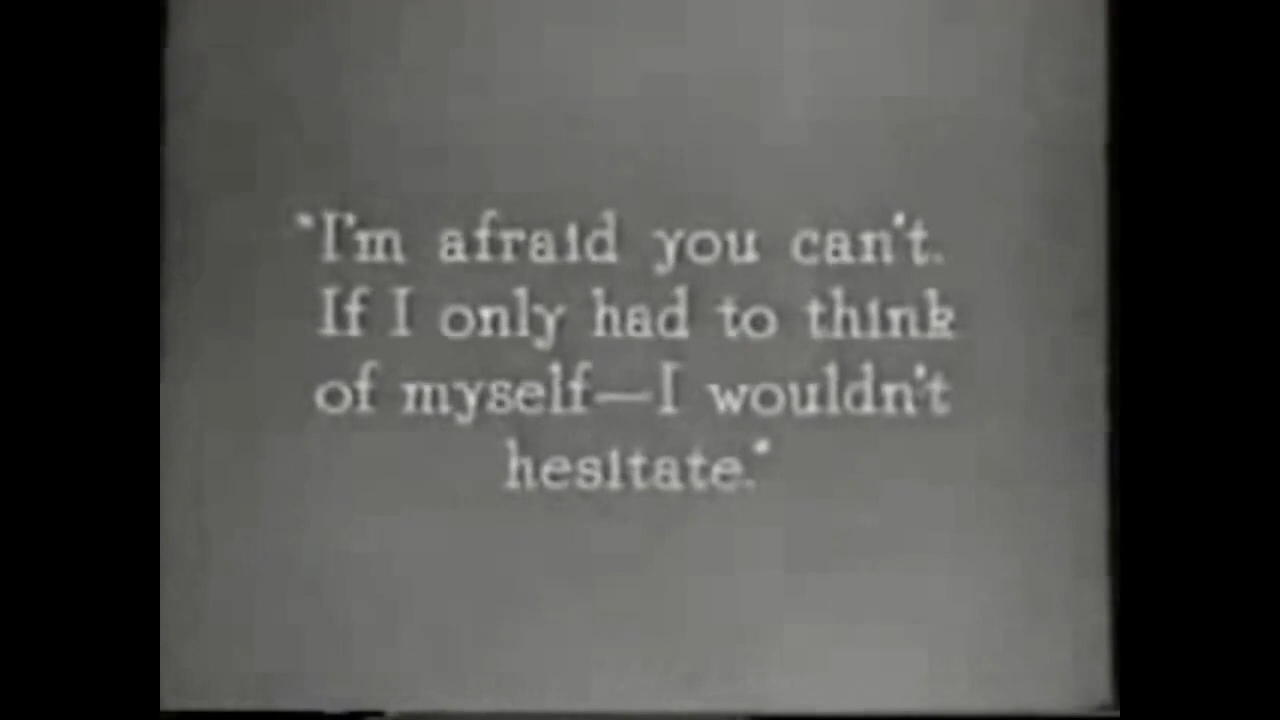 "I'm afraid you can't.
If I only had to think
of myself—I wouldn't
hesitate."